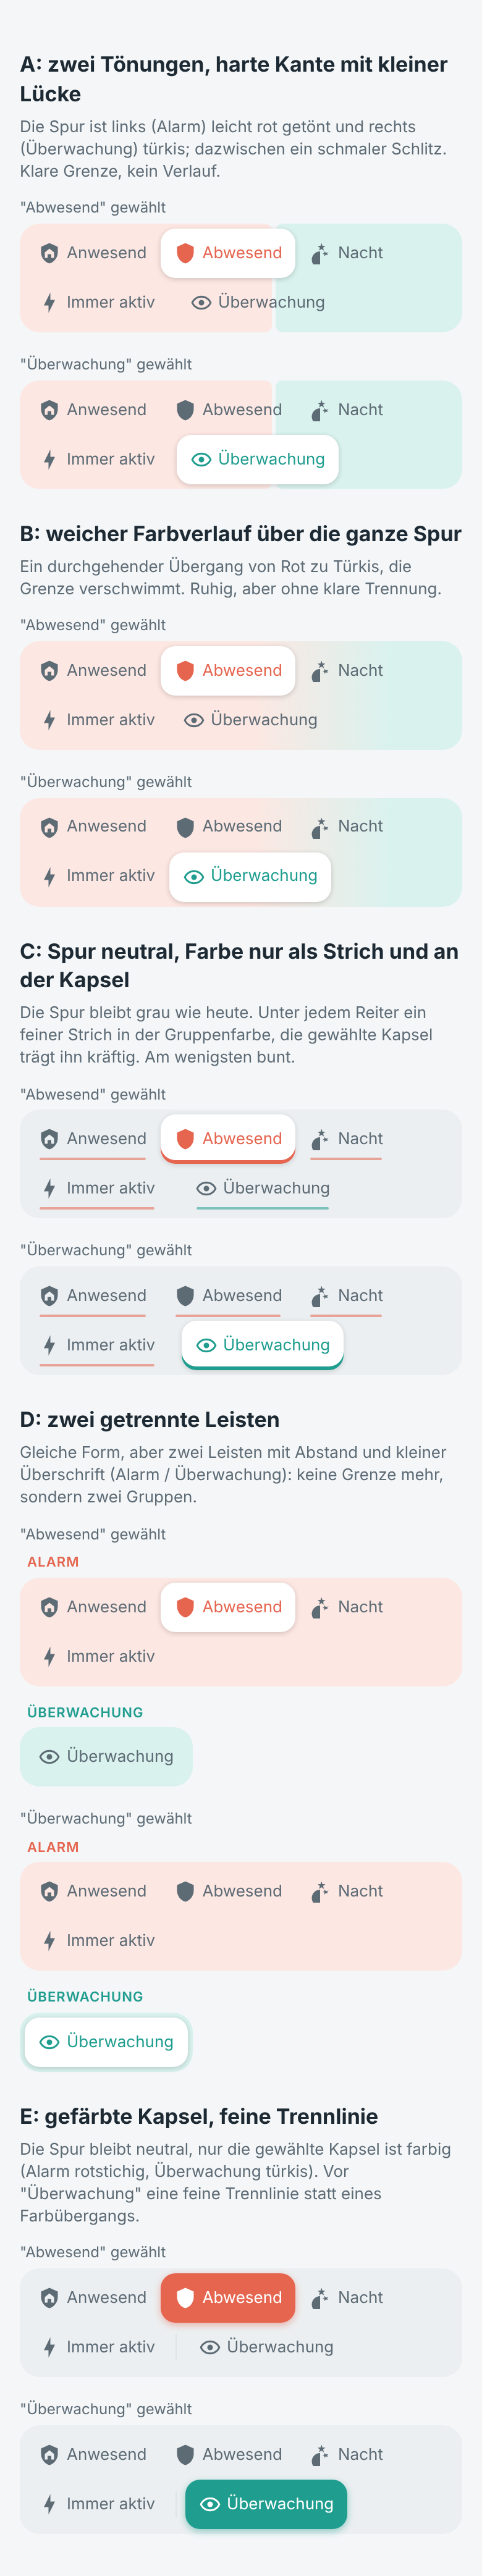 A: zwei Tönungen, harte Kante mit kleiner
Lücke
Die Spur ist links (Alarm) leicht rot getönt und rechts
(Überwachung) türkis; dazwischen ein schmaler Schlitz.
Klare Grenze, kein Verlauf.
"Abwesend" gewählt
Anwesend Abwesend Nacht
Immer aktiv Überwachung
"Überwachung" gewählt
Anwesend Abwesend Nacht
Immer aktiv Überwachung
B: weicher Farbverlauf über die ganze Spur
Ein durchgehender Übergang von Rot zu Türkis, die
Grenze verschwimmt. Ruhig, aber ohne klare Trennung.
"Abwesend" gewählt
Anwesend Abwesend Nacht
Immer aktiv Überwachung
"Überwachung" gewählt
Anwesend Abwesend Nacht
Immer aktiv Überwachung
C: Spur neutral, Farbe nur als Strich und an
der Kapsel
Die Spur bleibt grau wie heute. Unter jedem Reiter ein
feiner Strich in der Gruppenfarbe, die gewählte Kapsel
trägt ihn kräftig. Am wenigsten bunt.
"Abwesend" gewählt
Anwesend Abwesend Nacht
Immer aktiv Überwachung
"Überwachung" gewählt
Anwesend Abwesend Nacht
Immer aktiv Überwachung
D: zwei getrennte Leisten
Gleiche Form, aber zwei Leisten mit Abstand und kleiner
Überschrift (Alarm / Überwachung): keine Grenze mehr,
sondern zwei Gruppen.
"Abwesend" gewählt
ALARM
Anwesend Abwesend Nacht
Immer aktiv
ÜBERWACHUNG
Überwachung
"Überwachung" gewählt
ALARM
Anwesend Abwesend Nacht
Immer aktiv
ÜBERWACHUNG
Überwachung
E: gefärbte Kapsel, feine Trennlinie
Die Spur bleibt neutral, nur die gewählte Kapsel ist farbig
(Alarm rotstichig, Überwachung türkis). Vor
"Überwachung" eine feine Trennlinie statt eines
Farbübergangs.
"Abwesend" gewählt
Anwesend Abwesend Nacht
Immer aktiv Überwachung
"Überwachung" gewählt
Anwesend Abwesend Nacht
Immer aktiv Überwachung